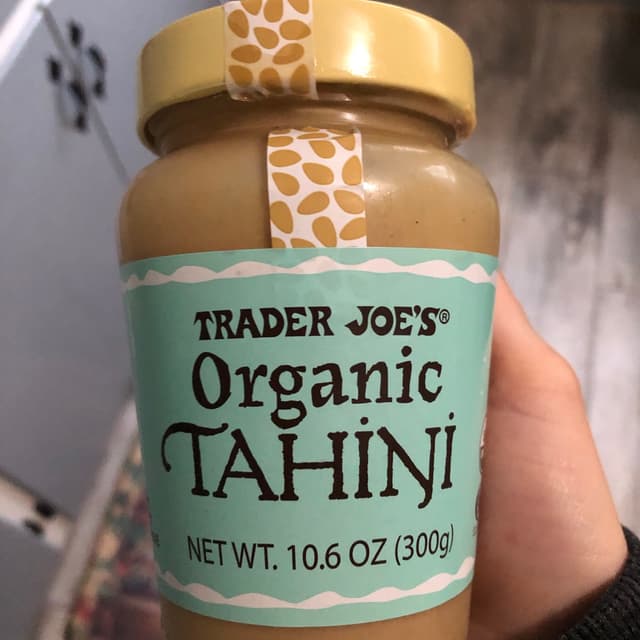 TRADER JOE'S®
Organic
TAHINI
NET WT. 10.6 OZ (300g)